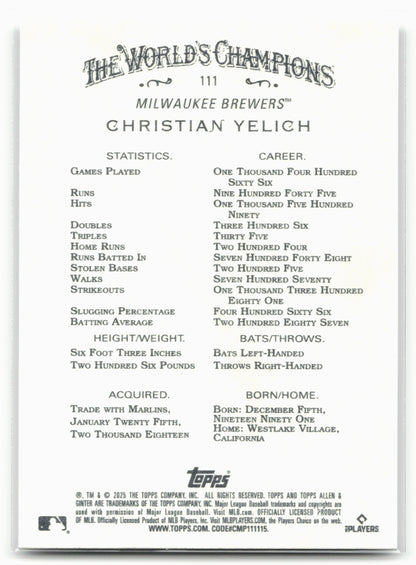 THE WORLD'S CHAMPIONS
111
MILWAUKEE BREWERS™
CHRISTIAN YELICH
STATISTICS. CAREER.
GAMES PLAYED ONE THOUSAND FOUR HUNDRED
SIXTY SIX
RUNS NINE HUNDRED FORTY FIVE
HITS ONE THOUSAND FIVE HUNDRED
NINETY
DOUBLES THREE HUNDRED SIX
TRIPLES THIRTY FIVE
HOME RUNS TWO HUNDRED FOUR
RUNS BATTED IN SEVEN HUNDRED FORTY EIGHT
STOLEN BASES TWO HUNDRED FIVE
WALKS SEVEN HUNDRED SEVENTY
STRIKEOUTS ONE THOUSAND THREE HUNDRED
EIGHTY ONE
SLUGGING PERCENTAGE FOUR HUNDRED SIXTY SIX
BATTING AVERAGE TWO HUNDRED EIGHTY SEVEN
HEIGHT/WEIGHT. BATS/THROWS.
SIX FOOT THREE INCHES BATS LEFT-HANDED
TWO HUNDRED SIX POUNDS THROWS RIGHT-HANDED
ACQUIRED. BORN/HOME.
TRADE WITH MARLINS, BORN: DECEMBER FIFTH,
JANUARY TWENTY FIFTH, NINETEEN NINETY ONE
TWO THOUSAND EIGHTEEN HOME: WESTLAKE VILLAGE,
CALIFORNIA
topps
®, TM & © 2025 THE TOPPS COMPANY, INC. ALL RIGHTS RESERVED. TOPPS AND TOPPS ALLEN &
GINTER ARE TRADEMARKS OF THE TOPPS COMPANY, INC. Major League Baseball trademarks and copyrights are
used with permission of Major League Baseball. Visit MLB.COM. OFFICIALLY LICENSED PRODUCT
OF MLB. Officially Licensed Product of MLB Players, Inc. Visit MLBPLAYERS.COM, the Players Choice on the web.
WWW.TOPPS.COM. CODE#CMP111115.
PLAYERS